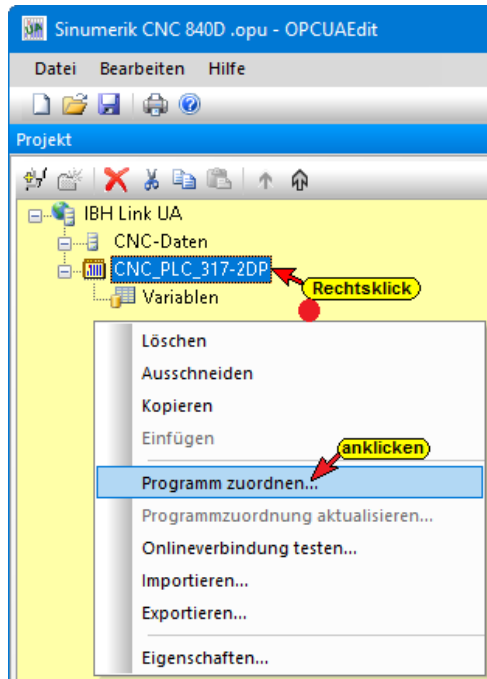 Sinumerik CNC 840D .opu - OPCUAEdit
Datei Bearbeiten Hilfe
Projekt
IBH Link UA
CNC-Daten
CNC_PLC_317-2DP
Rechtsklick
Variablen
Löschen
Ausschneiden
Kopieren
Einfügen
anklicken
Programm zuordnen...
Programmzuordnung aktualisieren...
Onlineverbindung testen...
Importieren...
Exportieren...
Eigenschaften...